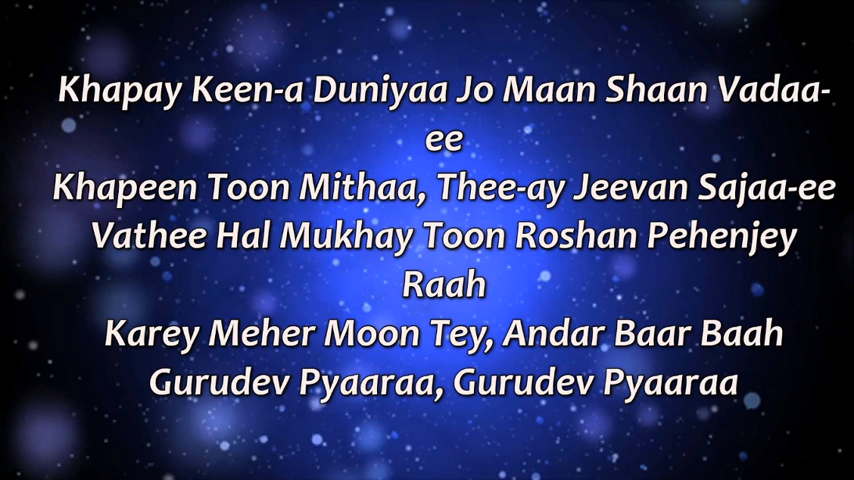 Khapay Keen-a Duniyaa Jo Maan Shaan Vadaa-
ee
Khapeen Toon Mithaa, Thee-ay Jeevan Sajaa-ee
Vathee Hal Mukhay Toon Roshan Pehenjey
Raah
Karey Meher Moon Tey, Andar Baar Baah
Gurudev Pyaaraa, Gurudev Pyaaraa